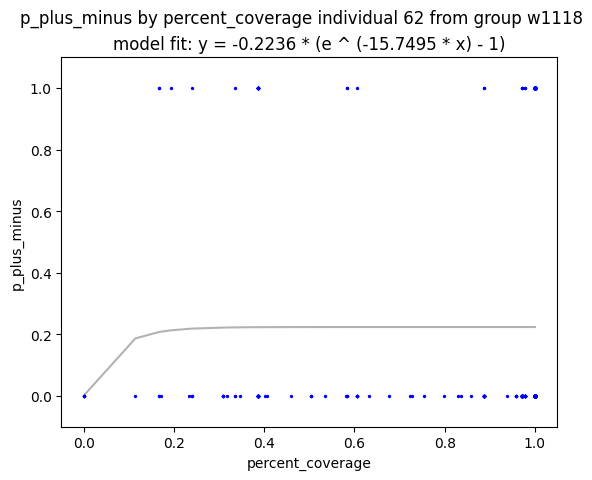 p_plus_minus by percent_coverage individual 62 from group w1118
model fit: y = -0.2236 * (e ^ (-15.7495 * x) - 1)
1.0
0.8
0.6
0.4
0.2
0.0
p_plus_minus
0.0 0.2 0.4 0.6 0.8 1.0
percent_coverage